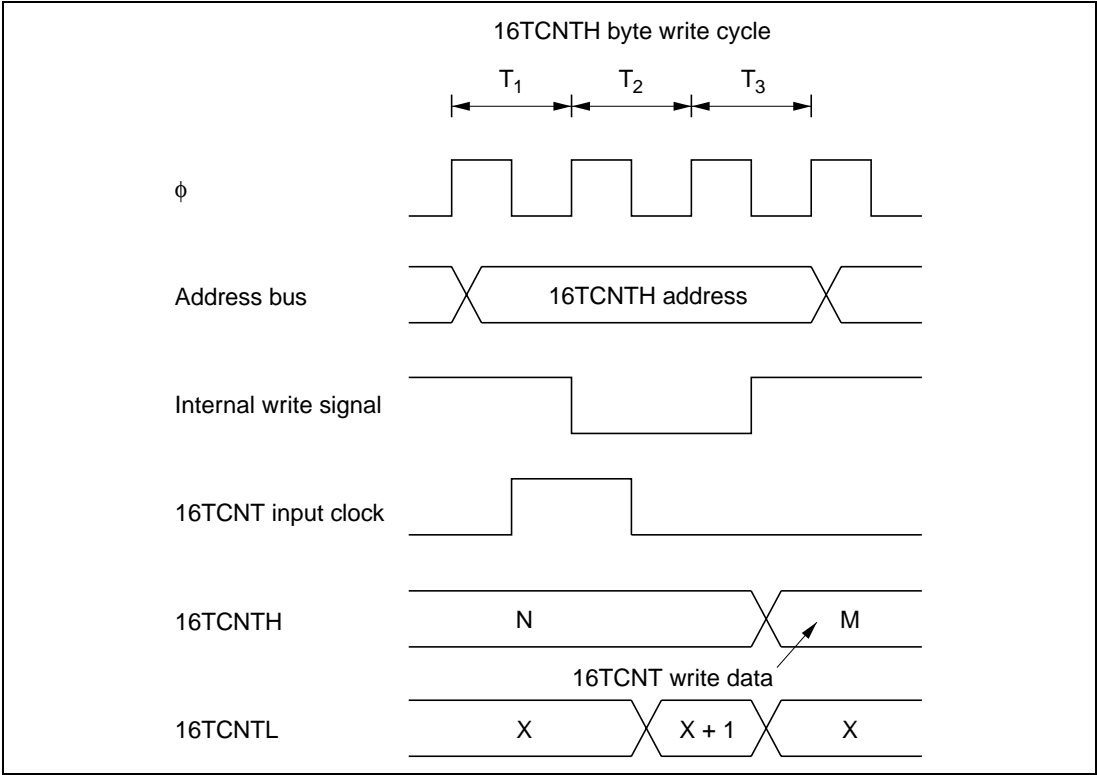 16TCNTH byte write cycle
T1 T2 T3
φ
Address bus 16TCNTH address
Internal write signal
16TCNT input clock
16TCNTH N M
16TCNT write data
16TCNTL X X + 1 X